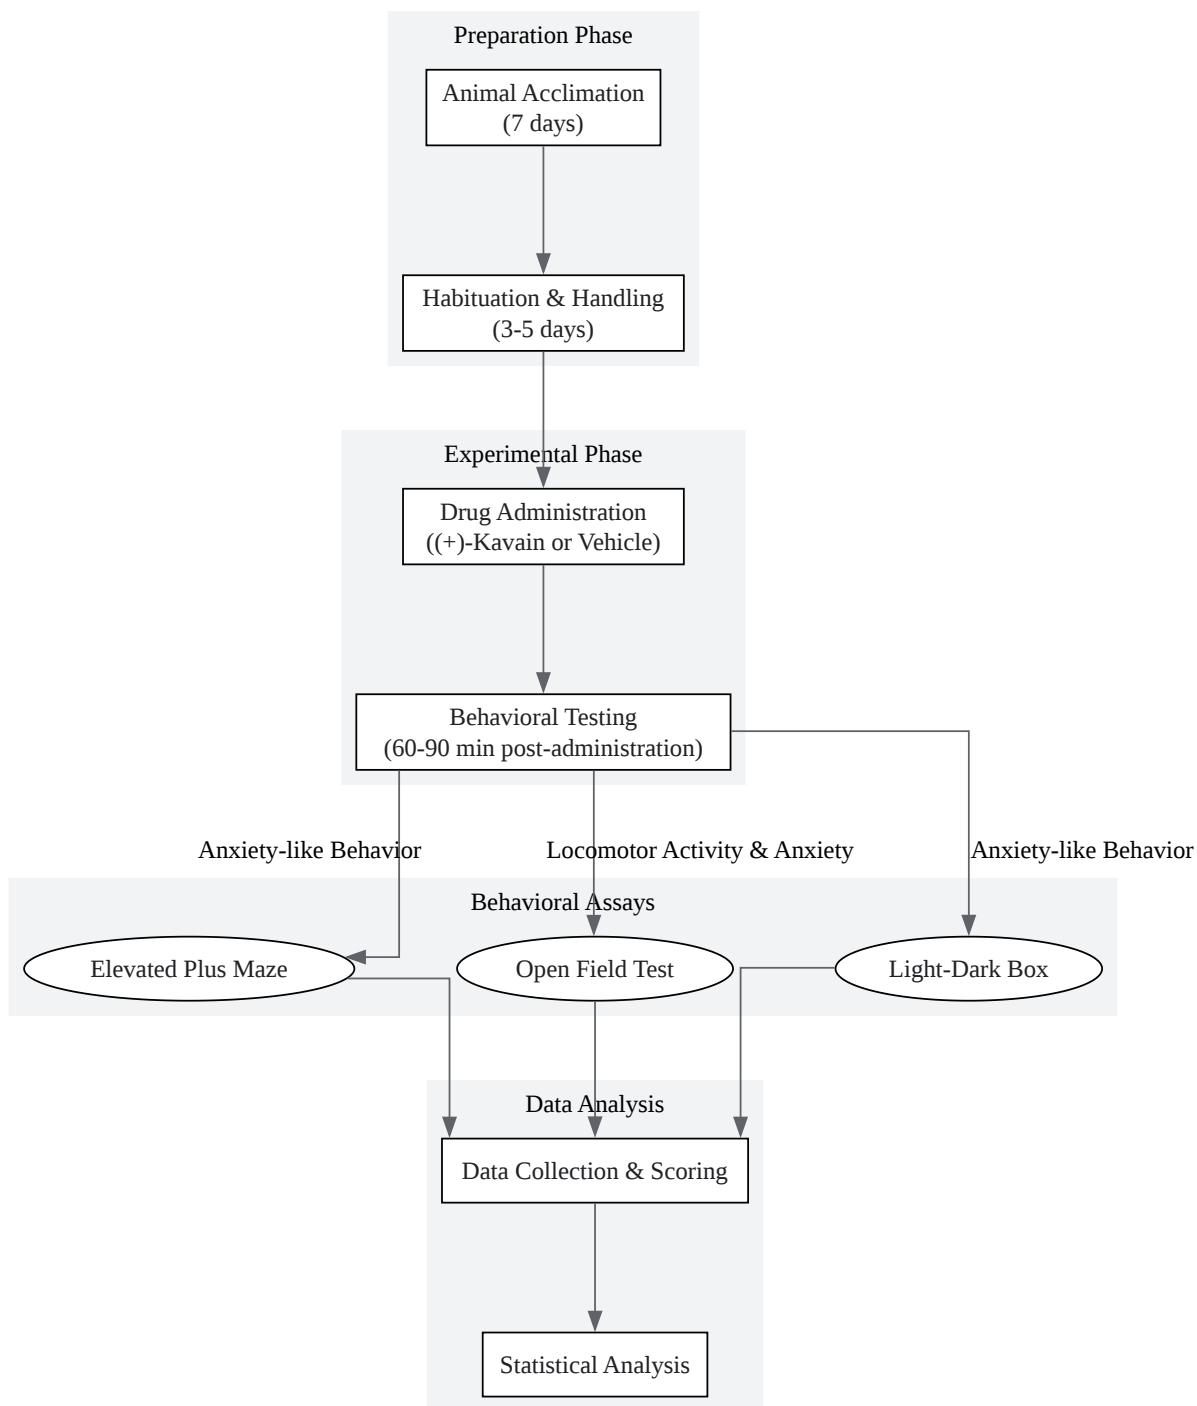 Preparation Phase
Animal Acclimation
(7 days)
Habituation & Handling
(3-5 days)
Experimental Phase
Drug Administration
((+)-Kavain or Vehicle)
Behavioral Testing
(60-90 min post-administration)
Anxiety-like Behavior
Locomotor Activity & Anxiety
Anxiety-like Behavior
Behavioral Assays
Elevated Plus Maze
Open Field Test
Light-Dark Box
Data Analysis
Data Collection & Scoring
Statistical Analysis